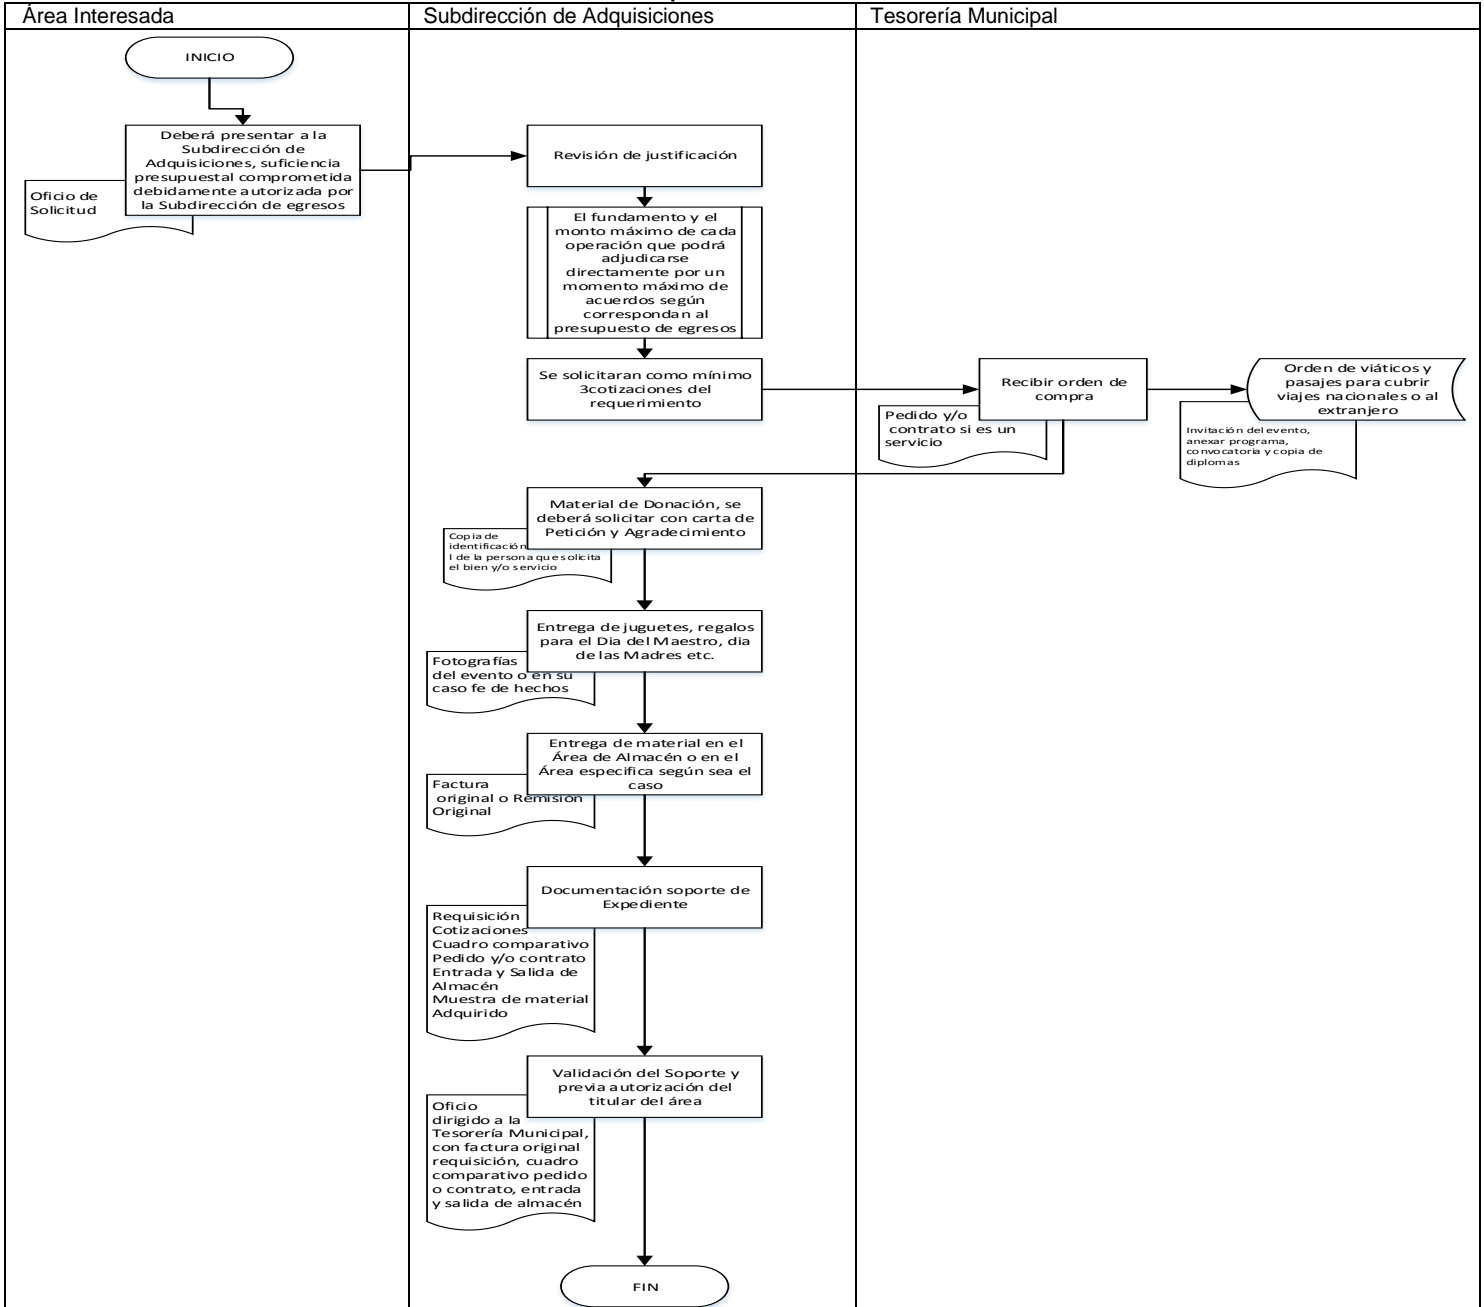 Área Interesada
Subdirección de Adquisiciones
Tesorería Municipal
INICIO
Deberá presentar a la
Subdirección de
Adquisiciones, suficiencia
presupuestal comprometida
debidamente autorizada por
la Subdirección de egresos
Oficio de
Solicitud
Revisión de justificación
El fundamento y el
monto máximo de cada
operación que podrá
adjudicarse
directamente por un
momento máximo de
acuerdos según
correspondan al
presupuesto de egresos
Se solicitaran como mínimo
3cotizaciones del
requerimiento
Recibir orden de
compra
Pedido y/o
contrato si es un
servicio
Orden de viáticos y
pasajes para cubrir
viajes nacionales o al
extranjero
Invitación del evento,
anexar programa,
convocatoria y copia de
diplomas
Material de Donación, se
deberá solicitar con carta de
Petición y Agradecimiento
Copia de
identificación
l de la persona que solicita
el bien y/o servicio
Entrega de juguetes, regalos
para el Dia del Maestro, dia
de las Madres etc.
Fotografías
del evento o en su
caso fe de hechos
Entrega de material en el
Área de Almacén o en el
Área especifica según sea el
caso
Factura
original o Remisión
Original
Documentación soporte de
Expediente
Requisición
Cotizaciones
Cuadro comparativo
Pedido y/o contrato
Entrada y Salida de
Almacén
Muestra de material
Adquirido
Validación del Soporte y
previa autorización del
titular del área
Oficio
dirigido a la
Tesorería Municipal,
con factura original
requisición, cuadro
comparativo pedido
o contrato, entrada
y salida de almacén
FIN